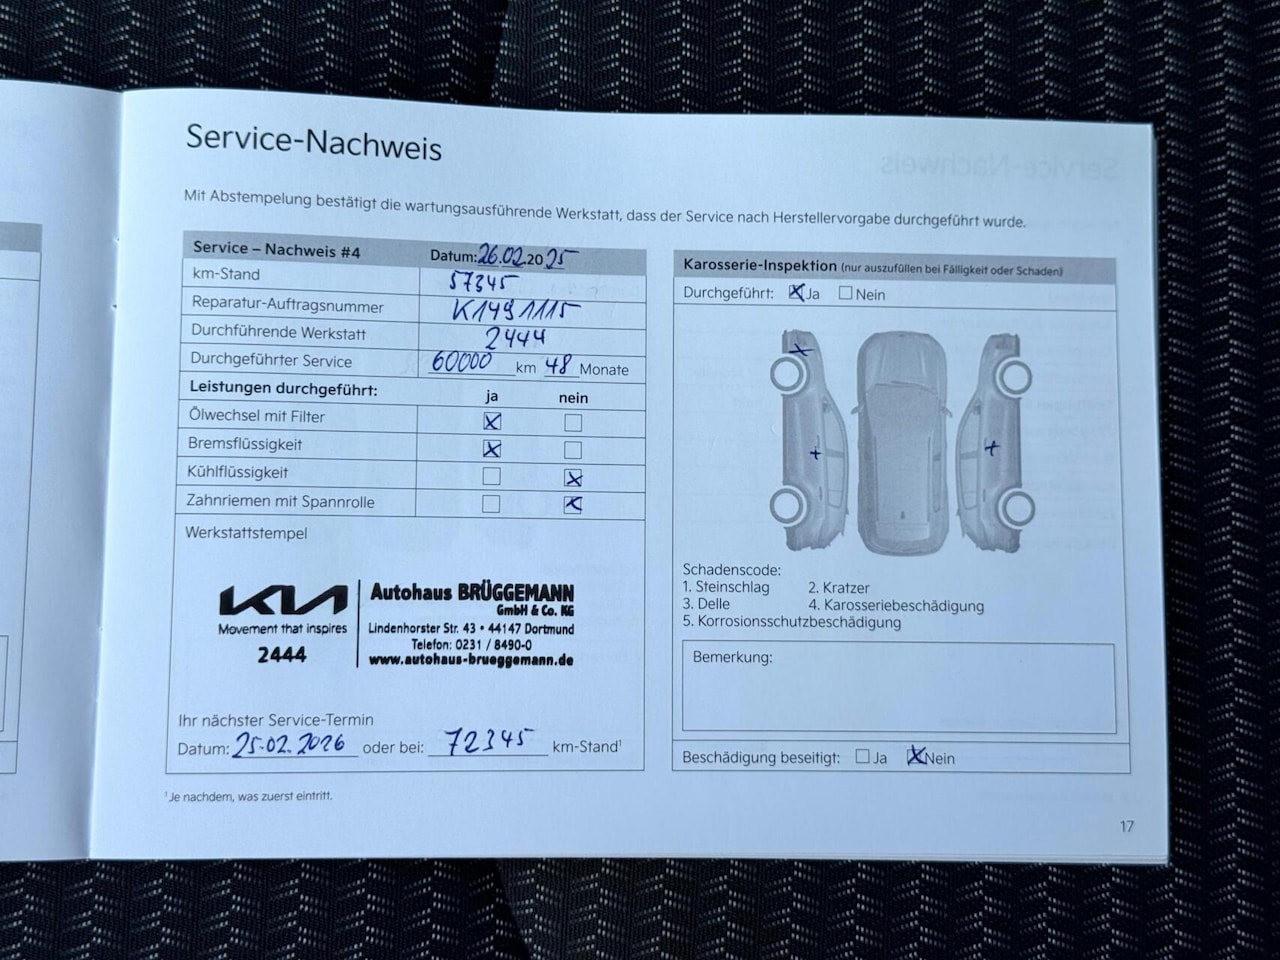 Service-Nachweis
Mit Abstempelung bestätigt die wartungsausführende Werkstatt, dass der Service nach Herstellervorgabe durchgeführt wurde.
Service – Nachweis #4 Datum: 26.02.2025
km-Stand 57345
Reparatur-Auftragsnummer K1491115
Durchführende Werkstatt 2444
Durchgeführter Service 60000 km 48 Monate
Leistungen durchgeführt: ja nein
Ölwechsel mit Filter
Bremsflüssigkeit
Kühlflüssigkeit
Zahnriemen mit Spannrolle
Werkstattstempel
KIA
Movement that inspires
2444
Autohaus BRÜGGEMANN
GmbH & Co. KG
Lindenhorster Str. 43 • 44147 Dortmund
Telefon: 0231 / 8490-0
www.autohaus-brueggemann.de
Ihr nächster Service-Termin
Datum: 25.02.2026 oder bei: 72345 km-Stand¹
¹ Je nachdem, was zuerst eintritt.
Karosserie-Inspektion (nur auszufüllen bei Fälligkeit oder Schaden)
Durchgeführt: Ja Nein
Schadenscode:
1. Steinschlag 2. Kratzer
3. Delle 4. Karosseriebeschädigung
5. Korrosionsschutzbeschädigung
Bemerkung:
Beschädigung beseitigt: Ja Nein
17